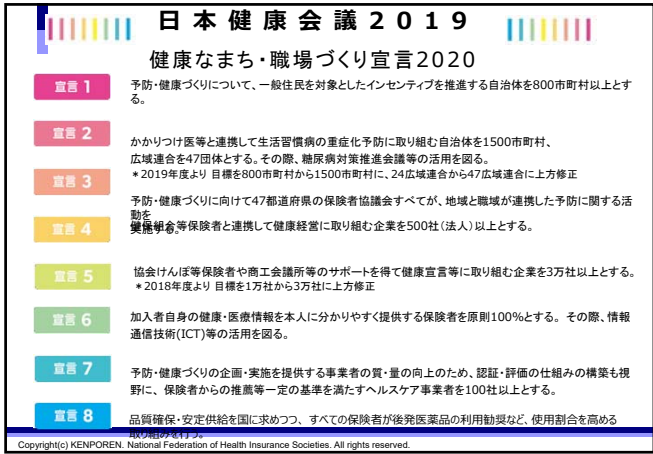 日本健康会議2019
健康なまち・職場づくり宣言2020
宣言 1
予防・健康づくりについて、一般住民を対象としたインセンティブを推進する自治体を800市町村以上とす
る。
宣言 2
かかりつけ医等と連携して生活習慣病の重症化予防に取り組む自治体を1500市町村、
広域連合を47団体とする。その際、糖尿病対策推進会議等の活用を図る。
＊2019年度より 目標を800市町村から1500市町村に、24広域連合から47広域連合に上方修正
宣言 3
予防・健康づくりに向けて47都道府県の保険者協議会すべてが、地域と職域が連携した予防に関する活
動を
実施する。
宣言 4
健保組合等保険者と連携して健康経営に取り組む企業を500社（法人）以上とする。
宣言 5
協会けんぽ等保険者や商工会議所等のサポートを得て健康宣言等に取り組む企業を3万社以上とする。
＊2018年度より 目標を1万社から3万社に上方修正
宣言 6
加入者自身の健康・医療情報を本人に分かりやすく提供する保険者を原則100%とする。その際、情報
通信技術(ICT)等の活用を図る。
宣言 7
予防・健康づくりの企画・実施を提供する事業者の質・量の向上のため、認証・評価の仕組みの構築も視
野に、保険者からの推薦等一定の基準を満たすヘルスケア事業者を100社以上とする。
宣言 8
品質確保・安定供給を国に求めつつ、すべての保険者が後発医薬品の利用勧奨など、使用割合を高める
取り組みを行う。
Copyright(c) KENPOREN. National Federation of Health Insurance Societies. All rights reserved.